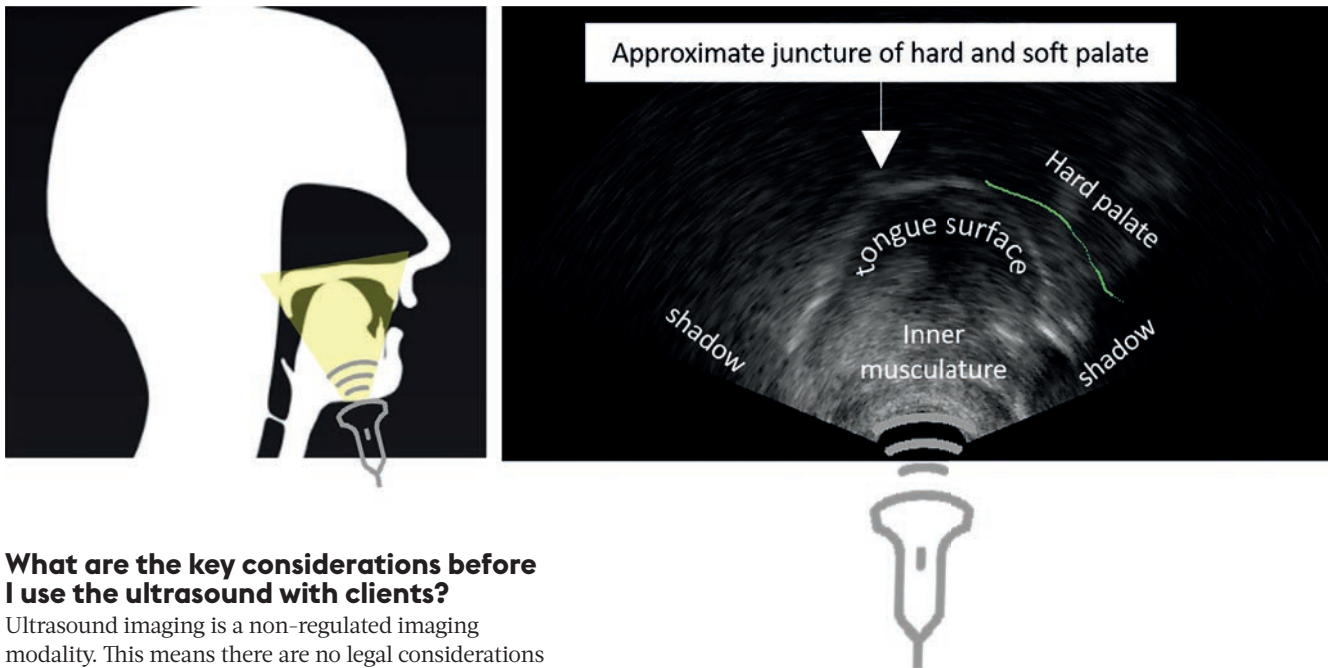 Approximate juncture of hard and soft palate
Hard palate
tongue surface
shadow
Inner
musculature
shadow
What are the key considerations before
I use the ultrasound with clients?
Ultrasound imaging is a non-regulated imaging
modality. This means there are no legal considerations